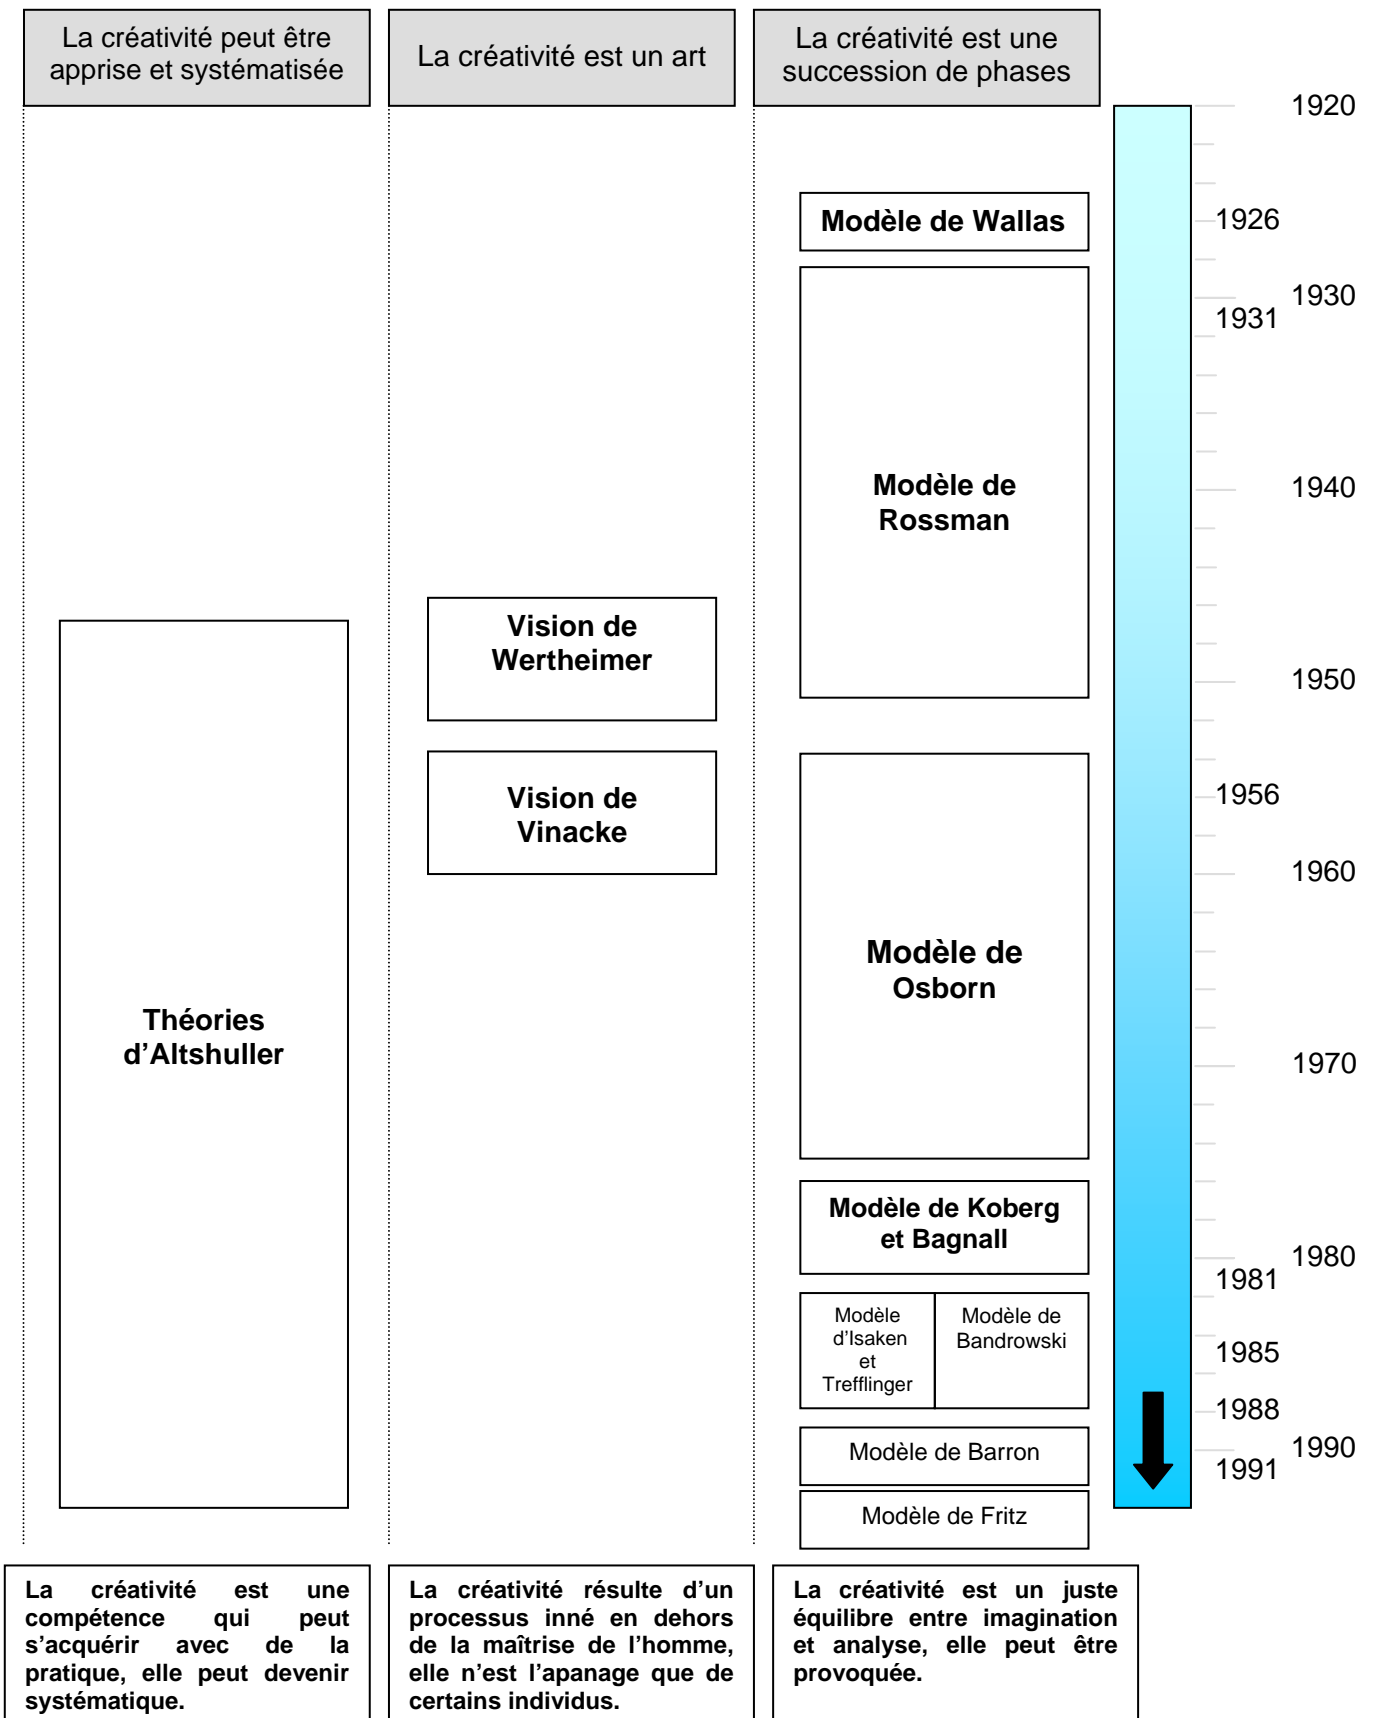 La créativité peut être
apprise et systématisée
La créativité est un art
La créativité est une
succession de phases
1920
Modèle de Wallas
1926
1930
1931
Modèle de
Rossman
1940
Vision de
Wertheimer
1950
Vision de
Vinacke
1956
1960
Modèle de
Osborn
Théories
d’Altshuller
1970
Modèle de Koberg
et Bagnall
1980
1981
Modèle
d’Isaken
et
Trefflinger
Modèle de
Bandrowski
1985
1988
Modèle de Barron
1990
1991
Modèle de Fritz
La créativité est une
compétence qui peut
s’acquérir avec de la
pratique, elle peut devenir
systématique.
La créativité résulte d’un
processus inné en dehors
de la maîtrise de l’homme,
elle n’est l’apanage que de
certains individus.
La créativité est un juste
équilibre entre imagination
et analyse, elle peut être
provoquée.